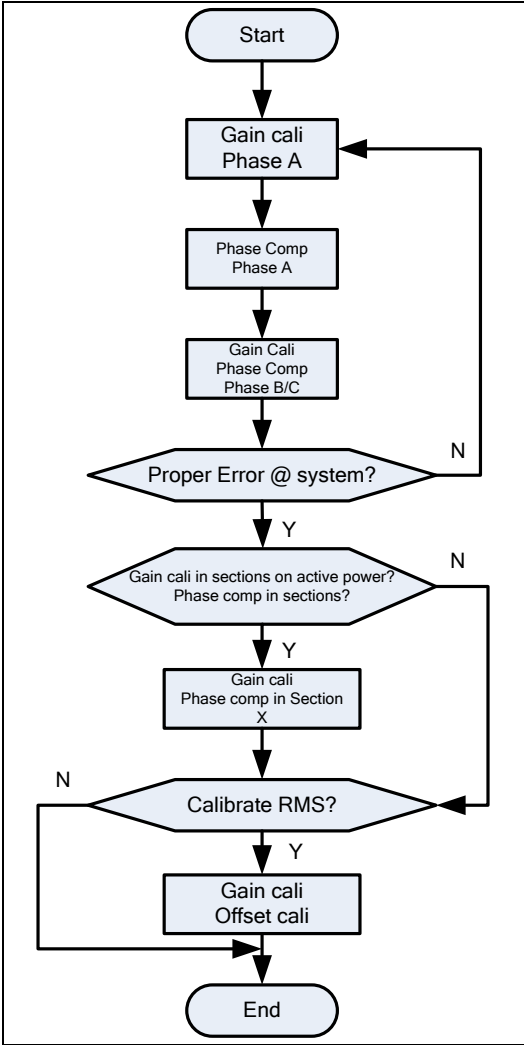 Start
Gain cali
Phase A
Phase Comp
Phase A
Gain Cali
Phase Comp
Phase B/C
Proper Error @ system?
N
Y
Gain cali in sections on active power?
Phase comp in sections?
N
Y
Gain cali
Phase comp in Section
X
N
Calibrate RMS?
Y
Gain cali
Offset cali
End